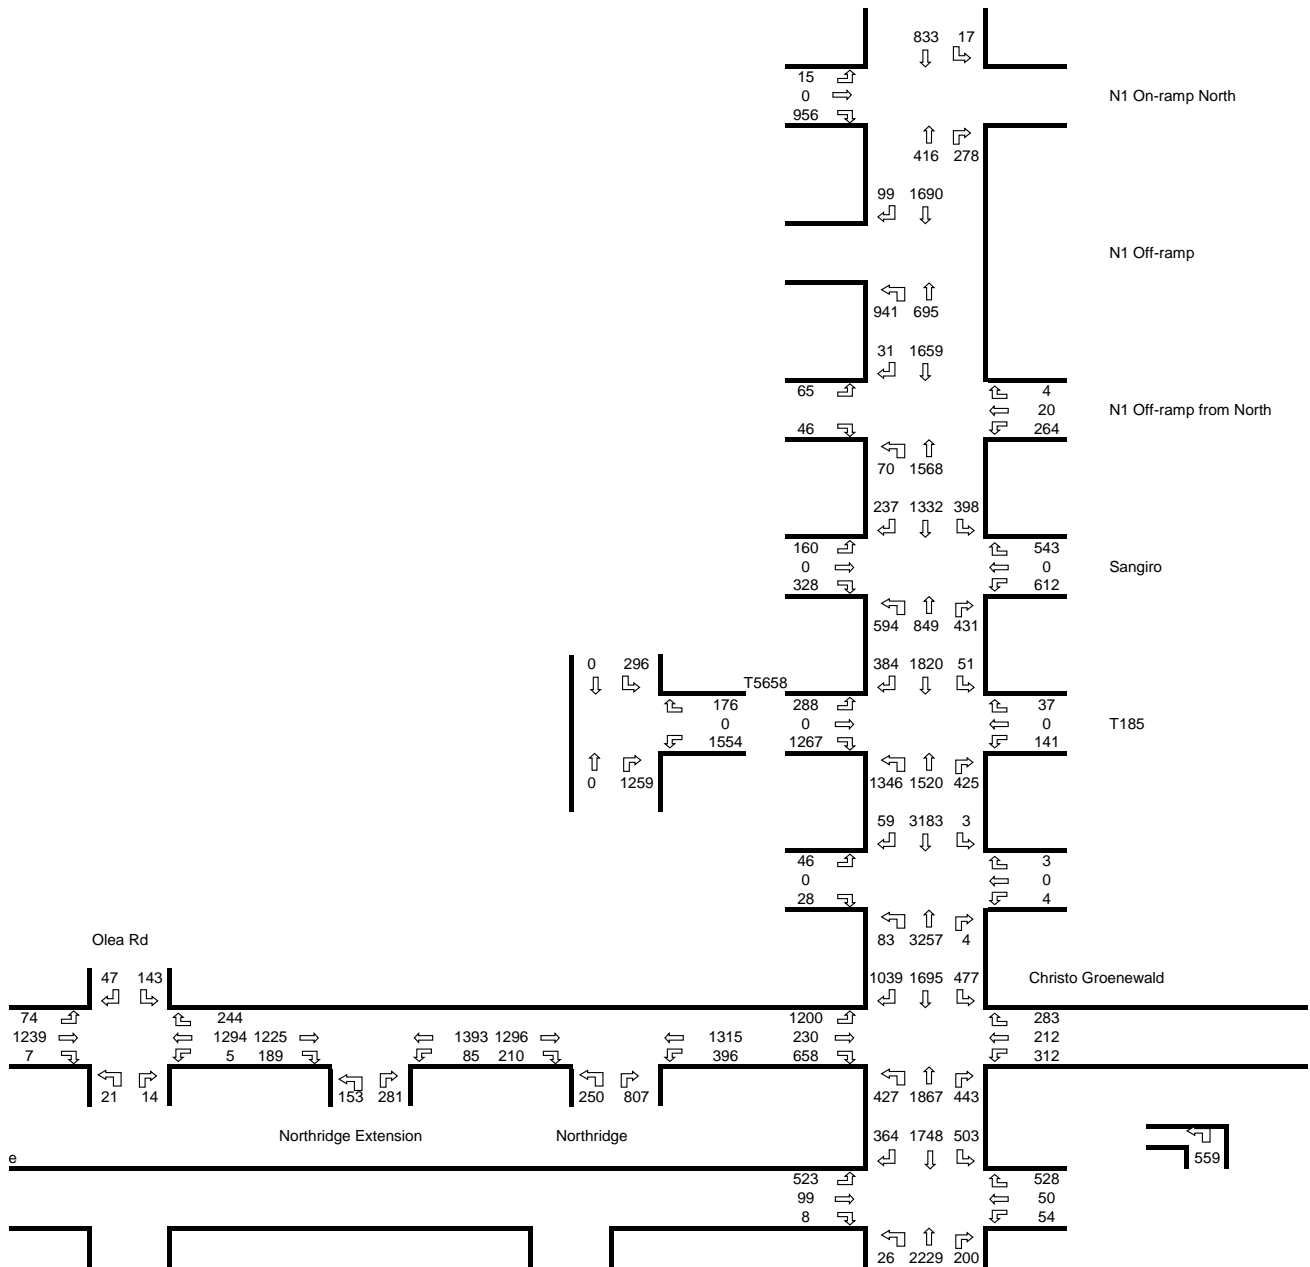 833 17
15
0 N1 On-ramp North
956
416 278
99 1690
N1 Off-ramp
941 695
31 1659
65 4
20 N1 Off-ramp from North
46 264
70 1568
237 1332 398
160 543
0 0 Sangiro
328 612
594 849 431
0 296 384 1820 51
T5658
176 288 37
0 0 0 T185
1554 1267 141
0 1259 1346 1520 425
59 3183 3
46 3
0 0
28 4
Olea Rd 83 3257 4
47 143 1039 1695 477 Christo Groenewald
74 244 1200 283
1239 1294 1225 1393 1296 1315 230 212
7 5 189 85 210 396 658 312
21 14 153 281 250 807 427 1867 443
Northridge Extension Northridge 364 1748 503
e 559
523 528
99 50
8 54
26 2229 200